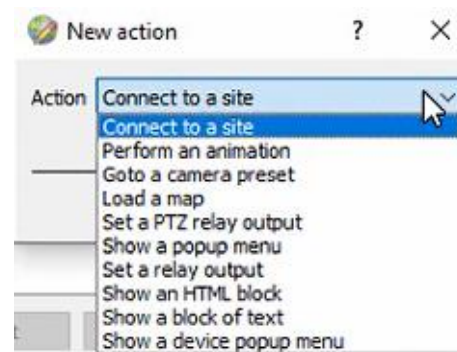 New action ?
Action Connect to a site
Connect to a site
Perform an animation
Goto a camera preset
Load a map
Set a PTZ relay output
Show a popup menu
Set a relay output
Show an HTML block
Show a block of text
Show a device popup menu